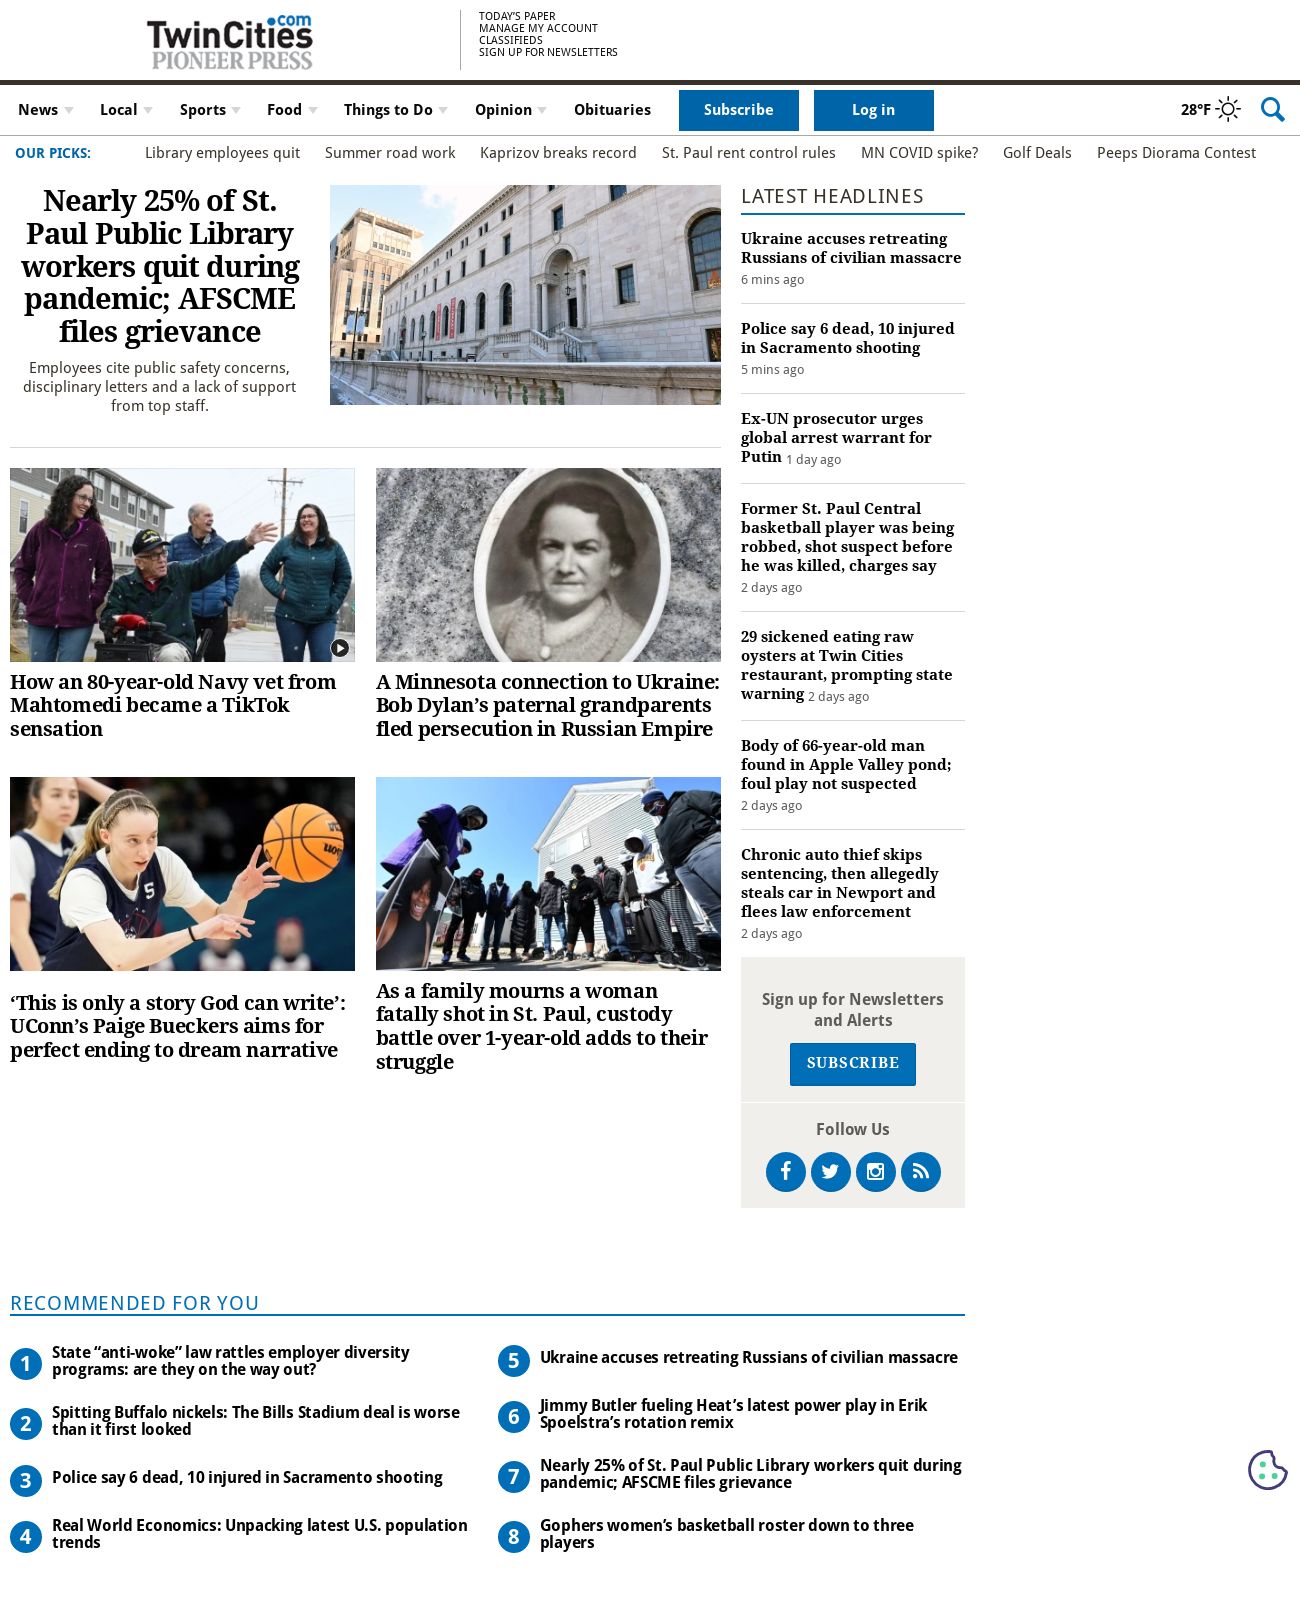 TwinCities.com
PIONEER PRESS
TODAY'S PAPER
MANAGE MY ACCOUNT
CLASSIFIEDS
SIGN UP FOR NEWSLETTERS
News Local Sports Food Things to Do Opinion Obituaries Subscribe Log in 28°F
OUR PICKS: Library employees quit Summer road work Kaprizov breaks record St. Paul rent control rules MN COVID spike? Golf Deals Peeps Diorama Contest
Nearly 25% of St.
Paul Public Library
workers quit during
pandemic; AFSCME
files grievance
Employees cite public safety concerns,
disciplinary letters and a lack of support
from top staff.
How an 80-year-old Navy vet from
Mahtomedi became a TikTok
sensation
A Minnesota connection to Ukraine:
Bob Dylan’s paternal grandparents
fled persecution in Russian Empire
5
‘This is only a story God can write’:
UConn’s Paige Bueckers aims for
perfect ending to dream narrative
As a family mourns a woman
fatally shot in St. Paul, custody
battle over 1-year-old adds to their
struggle
LATEST HEADLINES
Ukraine accuses retreating
Russians of civilian massacre
6 mins ago
Police say 6 dead, 10 injured
in Sacramento shooting
5 mins ago
Ex-UN prosecutor urges
global arrest warrant for
Putin 1 day ago
Former St. Paul Central
basketball player was being
robbed, shot suspect before
he was killed, charges say
2 days ago
29 sickened eating raw
oysters at Twin Cities
restaurant, prompting state
warning 2 days ago
Body of 66-year-old man
found in Apple Valley pond;
foul play not suspected
2 days ago
Chronic auto thief skips
sentencing, then allegedly
steals car in Newport and
flees law enforcement
2 days ago
Sign up for Newsletters
and Alerts
SUBSCRIBE
Follow Us
RECOMMENDED FOR YOU
1 State “anti-woke” law rattles employer diversity
programs: are they on the way out?
2 Spitting Buffalo nickels: The Bills Stadium deal is worse
than it first looked
3 Police say 6 dead, 10 injured in Sacramento shooting
4 Real World Economics: Unpacking latest U.S. population
trends
5 Ukraine accuses retreating Russians of civilian massacre
6 Jimmy Butler fueling Heat’s latest power play in Erik
Spoelstra’s rotation remix
7 Nearly 25% of St. Paul Public Library workers quit during
pandemic; AFSCME files grievance
8 Gophers women’s basketball roster down to three
players